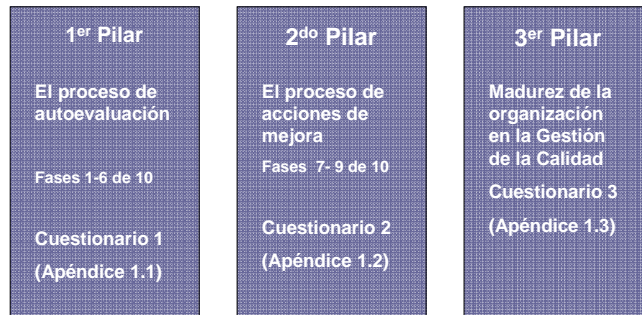 1er Pilar
El proceso de
autoevaluación
Fases 1-6 de 10
Cuestionario 1
(Apéndice 1.1)
2do Pilar
El proceso de
acciones de
mejora
Fases 7- 9 de 10
Cuestionario 2
(Apéndice 1.2)
3er Pilar
Madurez de la
organización
en la Gestión
de la Calidad
Cuestionario 3
(Apéndice 1.3)